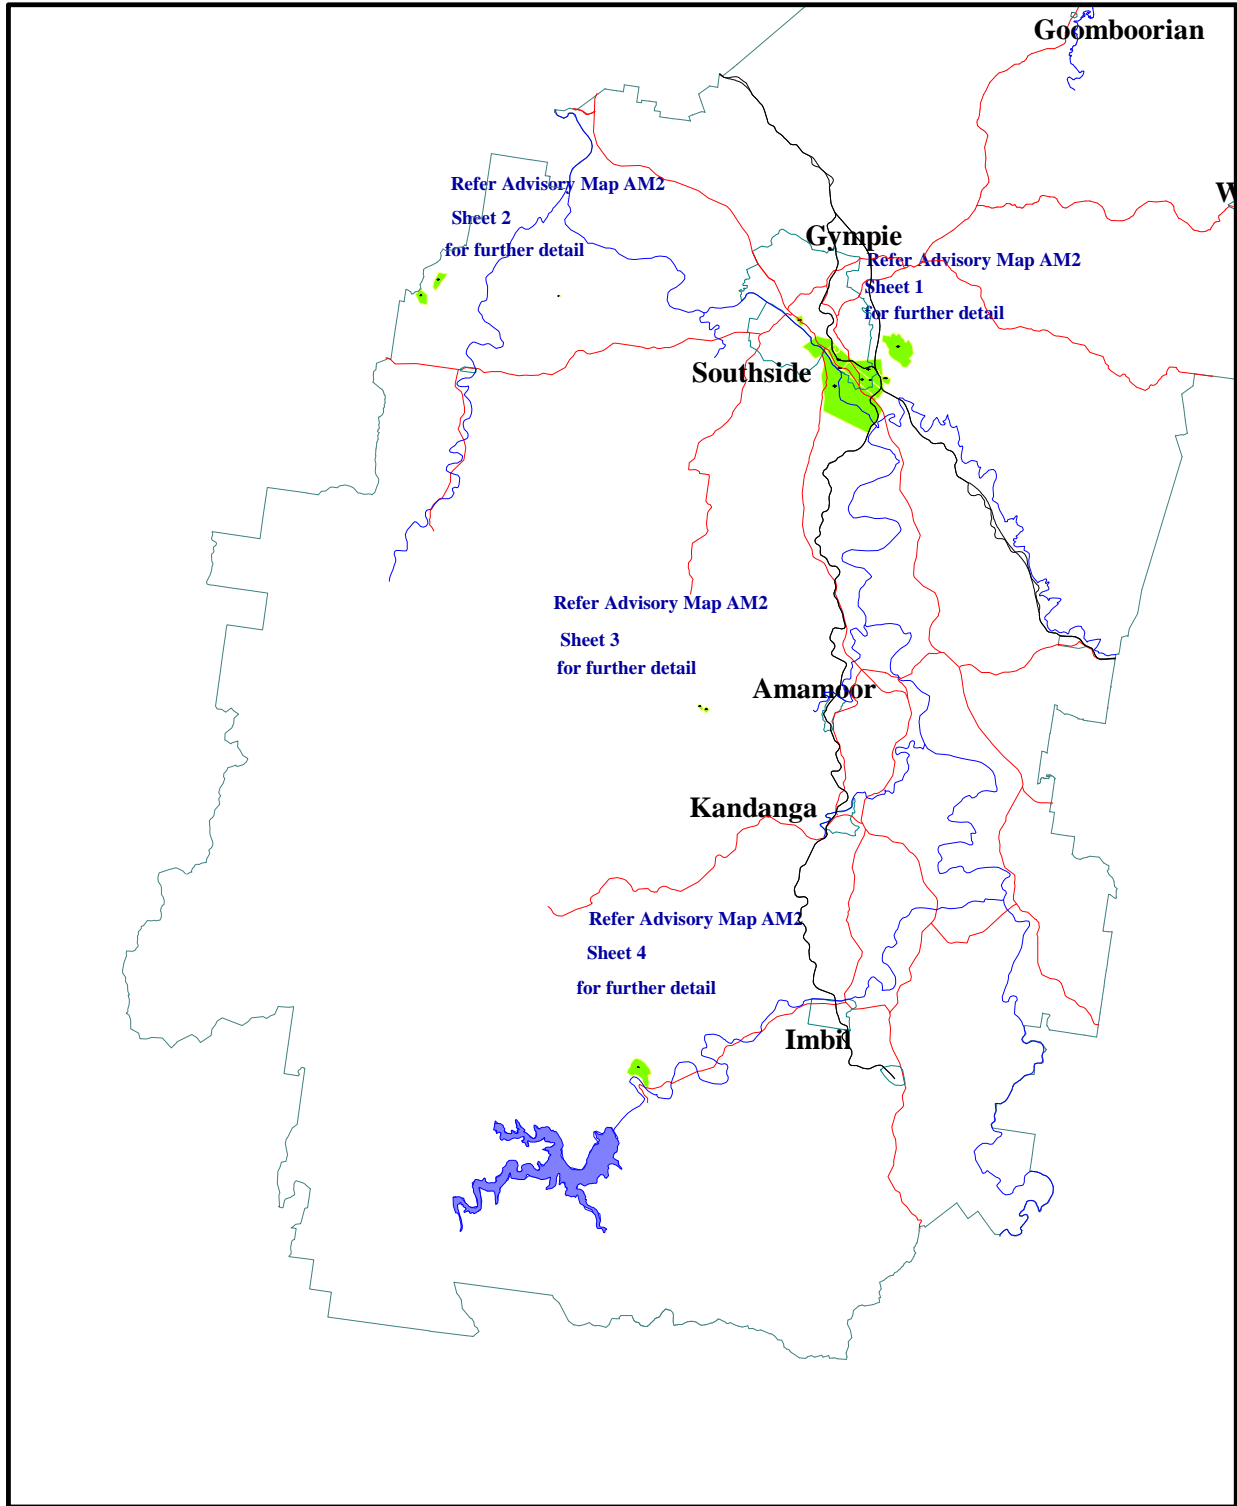 Goomboorian
Refer Advisory Map AM2
Sheet 2
for further detail
W
Gympie
Refer Advisory Map AM2
Sheet 1
for further detail
Southside
Refer Advisory Map AM2
Sheet 3
for further detail
Amamoor
Kandanga
Refer Advisory Map AM2
Sheet 4
for further detail
Imbil